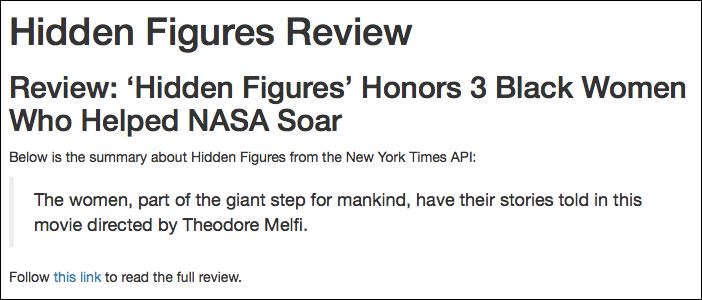 Hidden Figures Review
Review: ‘Hidden Figures’ Honors 3 Black Women
Who Helped NASA Soar
Below is the summary about Hidden Figures from the New York Times API:
The women, part of the giant step for mankind, have their stories told in this
movie directed by Theodore Melfi.
Follow this link to read the full review.